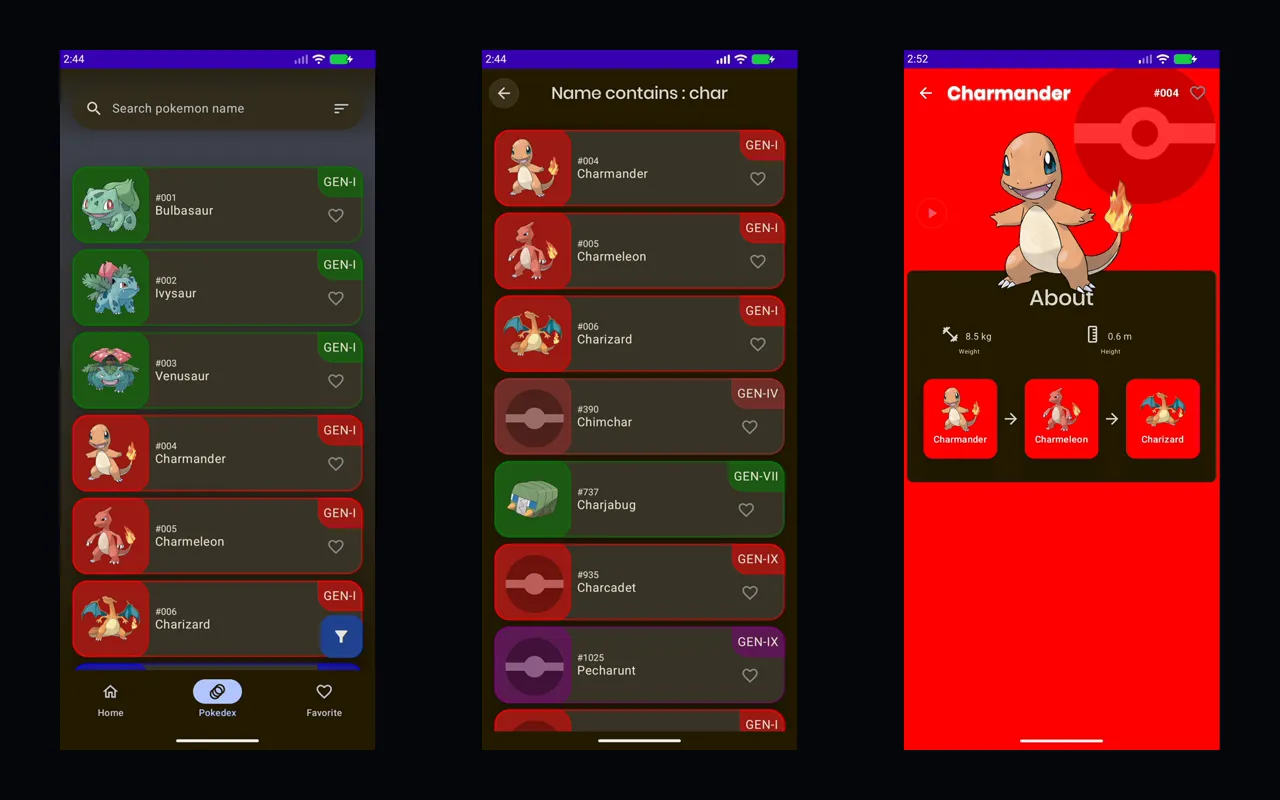 2:44
Search pokemon name
GEN-I
#001
Bulbasaur
GEN-I
#002
Ivysaur
GEN-I
#003
Venusaur
GEN-I
#004
Charmander
GEN-I
#005
Charmeleon
GEN-I
#006
Charizard
Home
Pokedex
Favorite
2:44
Name contains : char
GEN-I
#004
Charmander
GEN-I
#005
Charmeleon
GEN-I
#006
Charizard
GEN-IV
#390
Chimchar
GEN-VII
#737
Charjabug
GEN-IX
#935
Charcadet
GEN-IX
#1025
Pecharunt
GEN-I
2:52
Charmander
#004
About
8.5 kg
Weight
0.6 m
Height
Charmander
Charmeleon
Charizard